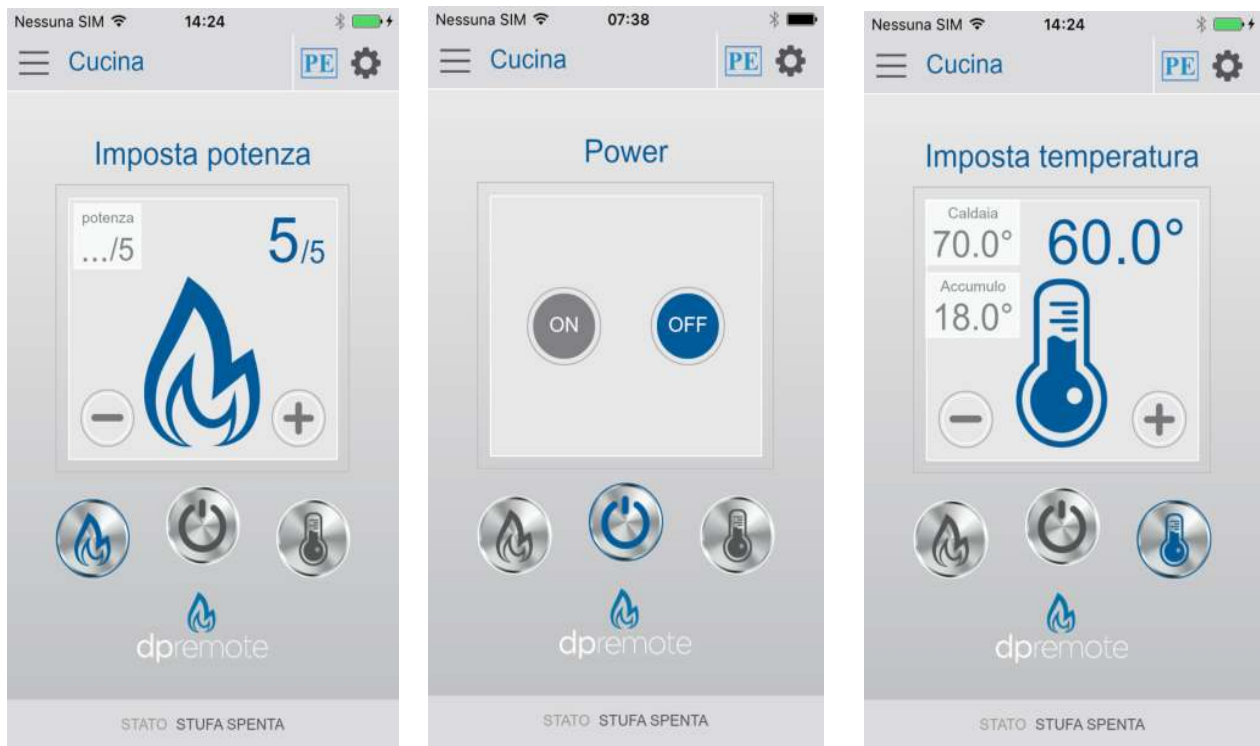 Nessuna SIM 14:24
Cucina PE
Imposta potenza
potenza
.../5
5/5
dpremote
STATO STUFA SPENTA
Nessuna SIM 07:38
Cucina PE
Power
ON OFF
dpremote
STATO STUFA SPENTA
Nessuna SIM 14:24
Cucina PE
Imposta temperatura
Caldaia
70.0°
60.0°
Accumulo
18.0°
dpremote
STATO STUFA SPENTA